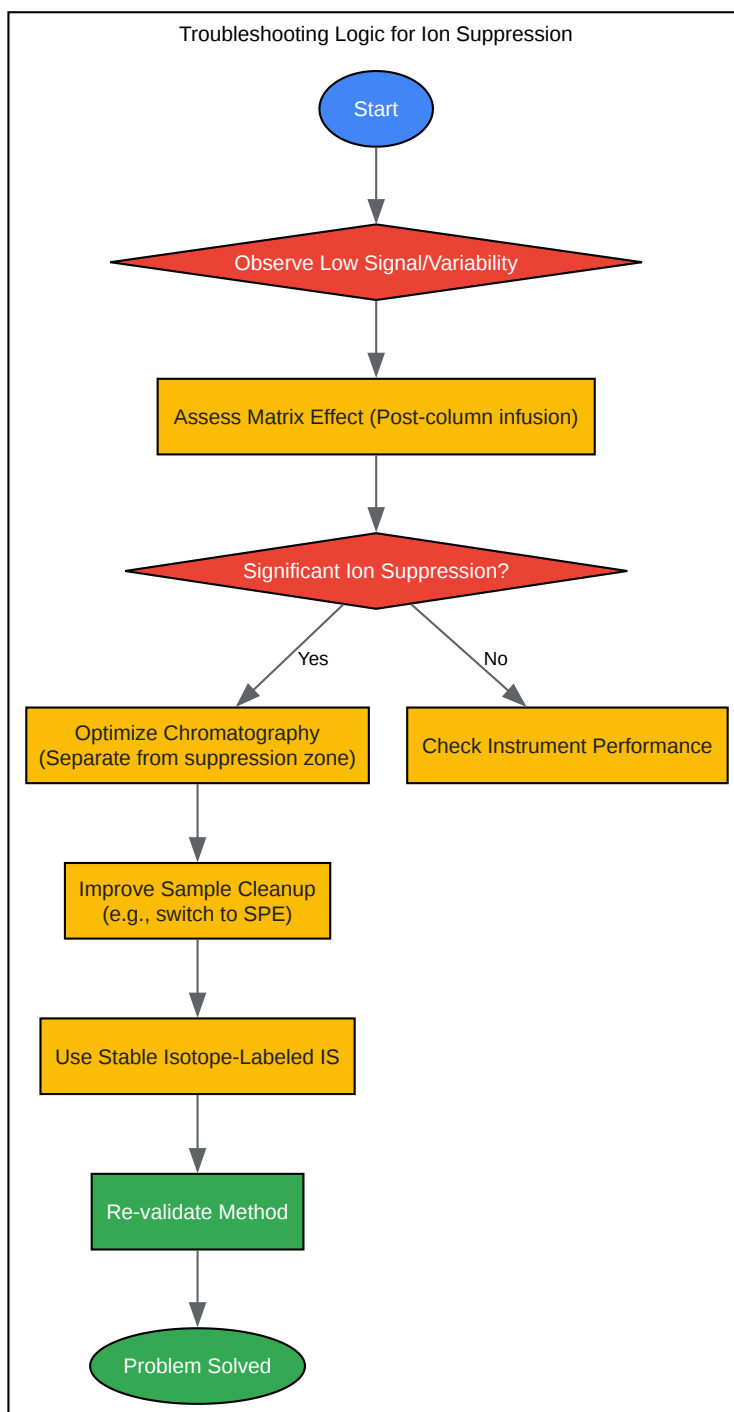 Troubleshooting Logic for Ion Suppression
Start
Observe Low Signal/Variability
Assess Matrix Effect (Post-column infusion)
Significant Ion Suppression?
Yes
No
Optimize Chromatography
(Separate from suppression zone)
Check Instrument Performance
Improve Sample Cleanup
(e.g., switch to SPE)
Use Stable Isotope-Labeled IS
Re-validate Method
Problem Solved